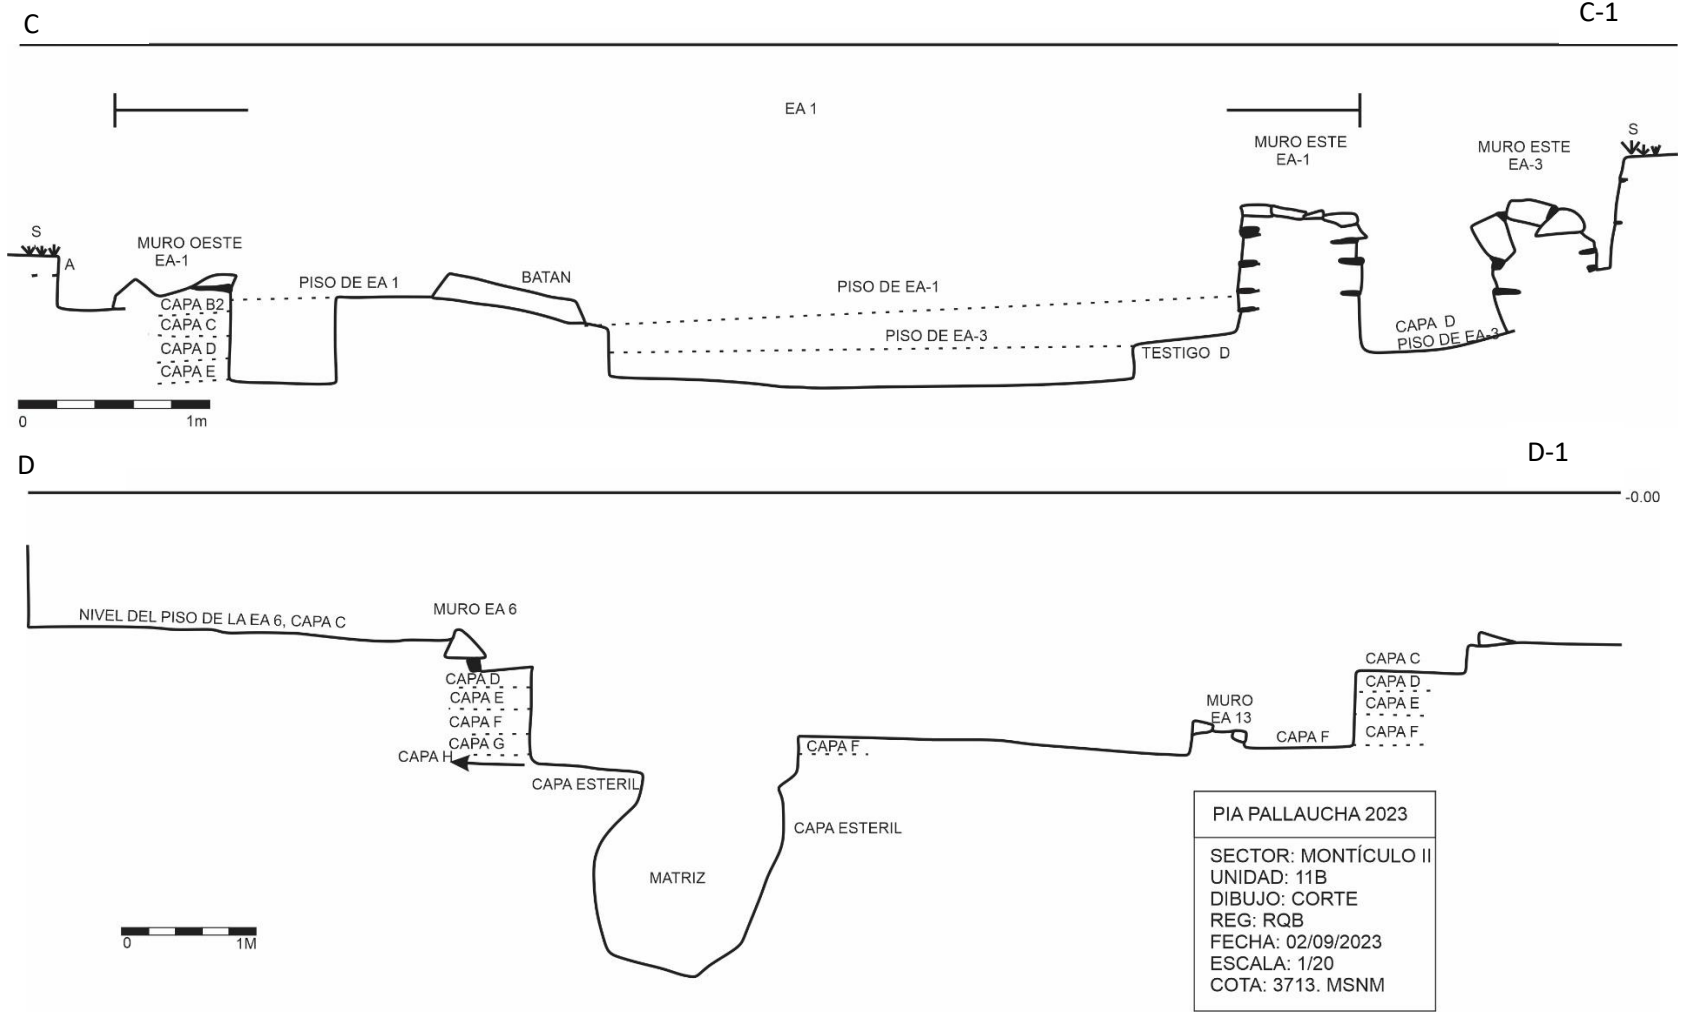 C
C-1
EA 1
MURO ESTE
EA-1
MURO ESTE
EA-3
S
S
A
MURO OESTE
EA-1
PISO DE EA 1
BATAN
PISO DE EA-1
PISO DE EA-3
TESTIGO D
CAPA D
PISO DE EA-3
CAPA B2
CAPA C
CAPA D
CAPA E
0
1m
D
D-1
-0.00
NIVEL DEL PISO DE LA EA 6, CAPA C
MURO EA 6
CAPA D
CAPA E
CAPA F
CAPA G
CAPA H
CAPA ESTERIL
MATRIZ
CAPA F
CAPA ESTERIL
MURO
EA 13
CAPA F
CAPA C
CAPA D
CAPA E
CAPA F
0
1M
PIA PALLAUCHA 2023
SECTOR: MONTÍCULO II
UNIDAD: 11B
DIBUJO: CORTE
REG: RQB
FECHA: 02/09/2023
ESCALA: 1/20
COTA: 3713. MSNM